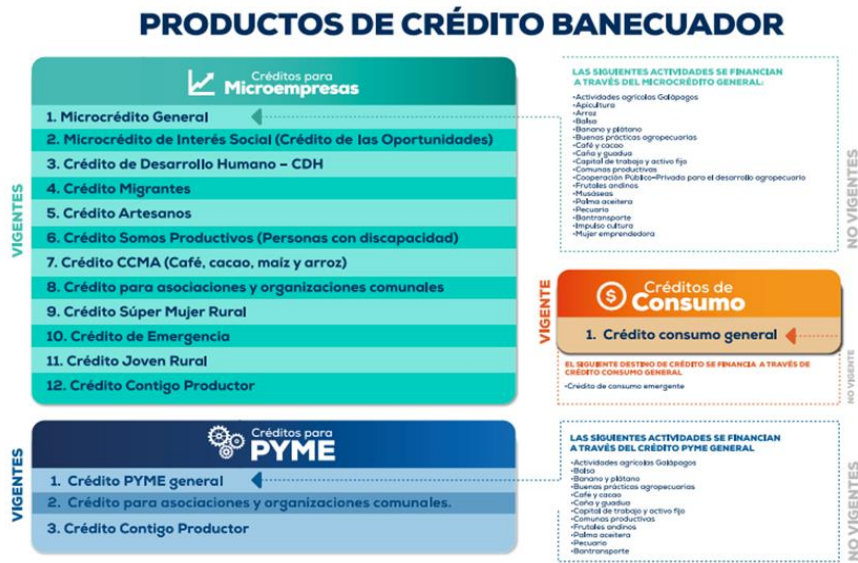 PRODUCTOS DE CRÉDITO BANECUADOR
VIGENTES
Créditos para
Microempresas
1. Microcrédito General
2. Microcrédito de Interés Social (Crédito de las Oportunidades)
3. Crédito de Desarrollo Humano – CDH
4. Crédito Migrantes
5. Crédito Artesanos
6. Crédito Somos Productivos (Personas con discapacidad)
7. Crédito CCMA (Café, cacao, maíz y arroz)
8. Crédito para asociaciones y organizaciones comunales
9. Crédito Súper Mujer Rural
10. Crédito de Emergencia
11. Crédito Joven Rural
12. Crédito Contigo Productor
LAS SIGUIENTES ACTIVIDADES SE FINANCIAN
A TRAVÉS DEL MICROCRÉDITO GENERAL:
•Actividades agrícolas Galápagos
•Apicultura
•Arroz
•Balsa
•Banano y plátano
•Buenas prácticas agropecuarias
•Café y cacao
•Caña y guadua
•Capital de trabajo y activo fijo
•Comunas productivas
•Cooperación Público-Privada para el desarrollo agropecuario
•Frutales andinos
•Musáseas
•Palma aceitera
•Pecuario
•Bantransporte
•Impulso cultura
•Mujer emprendedora
NO VIGENTES
VIGENTE
Créditos de
Consumo
1. Crédito consumo general
EL SIGUIENTE DESTINO DE CRÉDITO SE FINANCIA A TRAVÉS DE
CRÉDITO CONSUMO GENERAL
•Crédito de consumo emergente
NO VIGENTE
VIGENTES
Créditos para
PYME
1. Crédito PYME general
2. Crédito para asociaciones y organizaciones comunales.
3. Crédito Contigo Productor
LAS SIGUIENTES ACTIVIDADES SE FINANCIAN
A TRAVÉS DEL CRÉDITO PYME GENERAL
•Actividades agrícolas Galápagos
•Balsa
•Banano y plátano
•Buenas prácticas agropecuarias
•Cafe y cacao
•Caña y guadua
•Capital de trabajo y activo fijo
•Comunas productivas
•Frutales andinos
•Palma aceitera
•Pecuario
•Bantransporte
NO VIGENTES